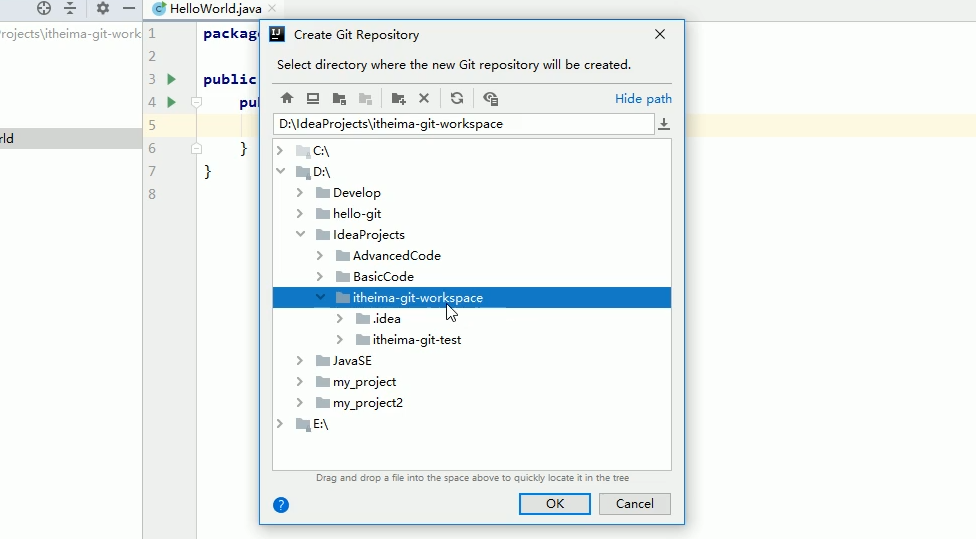 HelloWorld.java
rojects\itheima-git-work
rld
1 packag
2
3 public
4 pu
5
6 }
7 }
8
Create Git Repository
Select directory where the new Git repository will be created.
Hide path
D:\IdeaProjects\itheima-git-workspace
C:\
D:\
Develop
hello-git
IdeaProjects
AdvancedCode
BasicCode
itheima-git-workspace
.idea
itheima-git-test
JavaSE
my_project
my_project2
E:\
Drag and drop a file into the space above to quickly locate it in the tree
? OK Cancel